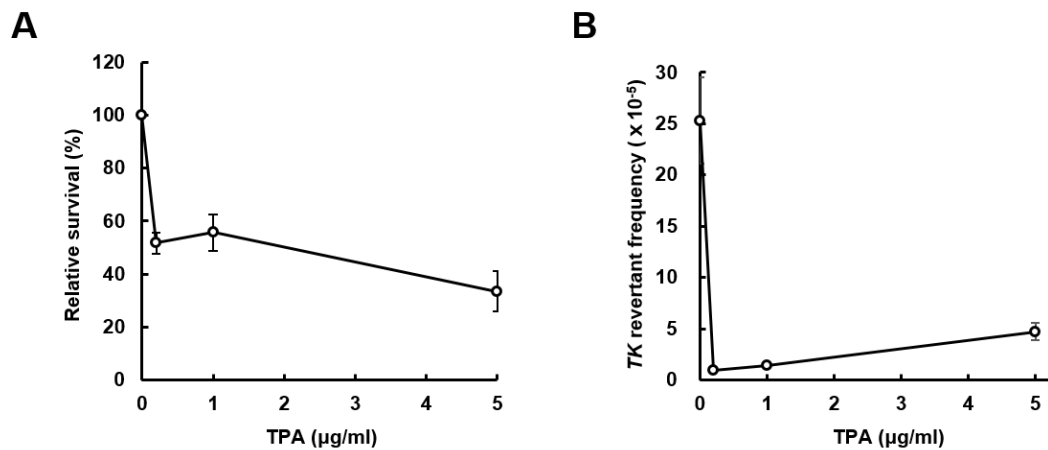 A
Relative survival (%)
120
100
80
60
40
20
0
0 1 2 3 4 5
TPA (µg/ml)
B
TK revertant frequency ( x 10⁻⁵)
30
25
20
15
10
5
0
0 1 2 3 4 5
TPA (µg/ml)